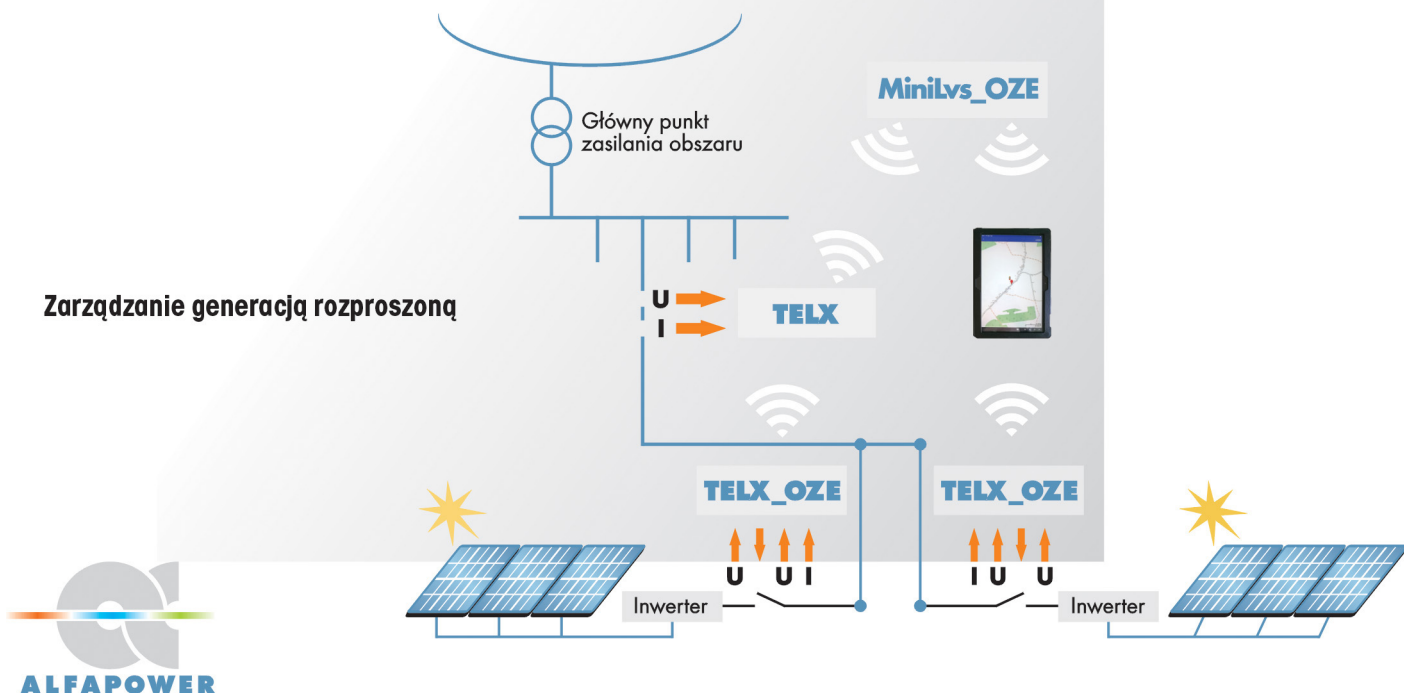 MiniLvs_OZE
Główny punkt
zasilania obszaru
Zarządzanie generacją rozproszoną
U
I
TELX
TELX_OZE
TELX_OZE
U U I
I U U
Inwerter
Inwerter
ALFAPOWER